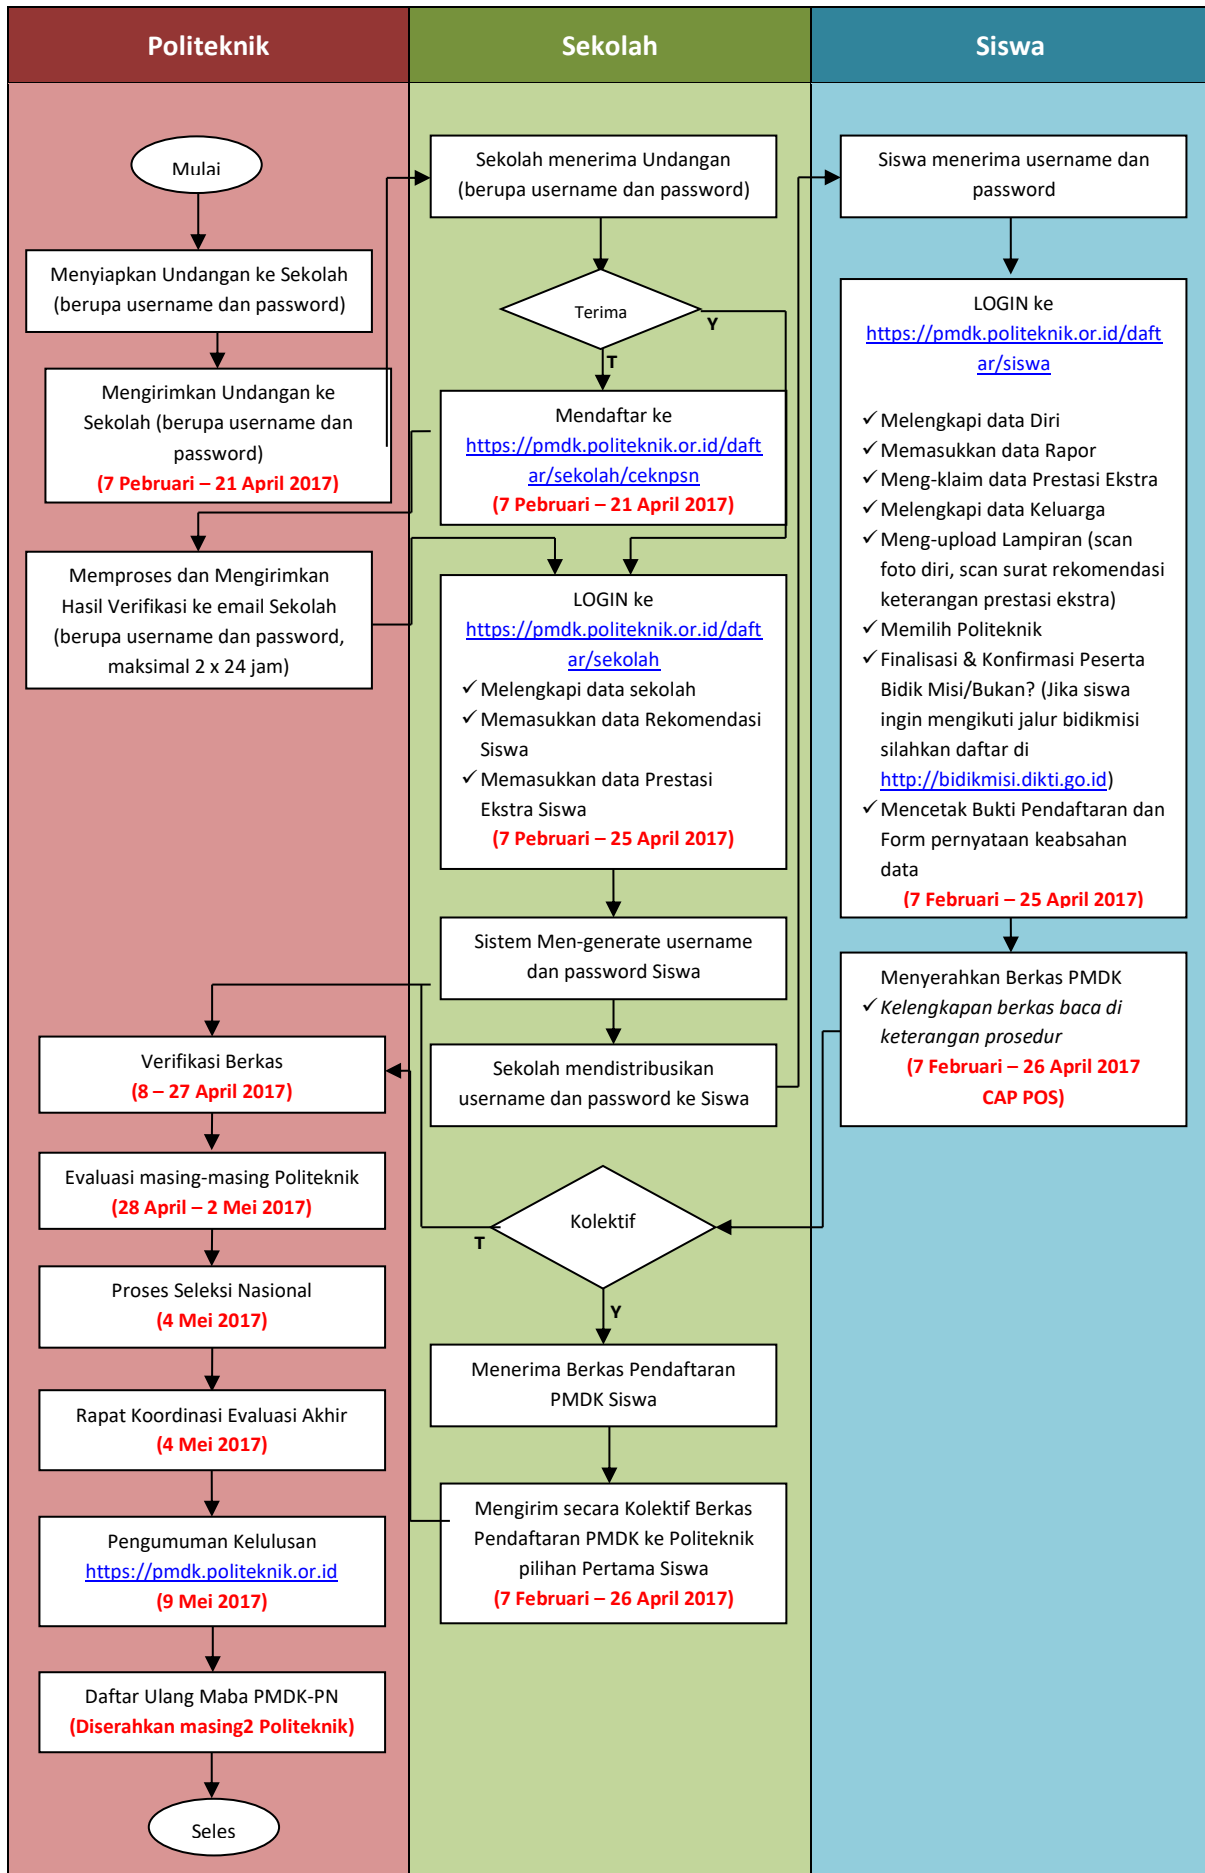 Politeknik
Sekolah
Siswa
Mulai
Menyiapkan Undangan ke Sekolah
(berupa username dan password)
Mengirimkan Undangan ke
Sekolah (berupa username dan
password)
(7 Pebruari – 21 April 2017)
Memproses dan Mengirimkan
Hasil Verifikasi ke email Sekolah
(berupa username dan password,
maksimal 2 x 24 jam)
Verifikasi Berkas
(8 – 27 April 2017)
Evaluasi masing-masing Politeknik
(28 April – 2 Mei 2017)
Proses Seleksi Nasional
(4 Mei 2017)
Rapat Koordinasi Evaluasi Akhir
(4 Mei 2017)
Pengumuman Kelulusan
https://pmdk.politeknik.or.id
(9 Mei 2017)
Daftar Ulang Maba PMDK-PN
(Diserahkan masing2 Politeknik)
Seles
Sekolah menerima Undangan
(berupa username dan password)
Terima
Y
T
Mendaftar ke
https://pmdk.politeknik.or.id/daft
ar/sekolah/ceknpsn
(7 Pebruari – 21 April 2017)
LOGIN ke
https://pmdk.politeknik.or.id/daft
ar/sekolah
✓ Melengkapi data sekolah
✓ Memasukkan data Rekomendasi
Siswa
✓ Memasukkan data Prestasi
Ekstra Siswa
(7 Pebruari – 25 April 2017)
Sistem Men-generate username
dan password Siswa
Sekolah mendistribusikan
username dan password ke Siswa
Kolektif
T
Y
Menerima Berkas Pendaftaran
PMDK Siswa
Mengirim secara Kolektif Berkas
Pendaftaran PMDK ke Politeknik
pilihan Pertama Siswa
(7 Februari – 26 April 2017)
Siswa menerima username dan
password
LOGIN ke
https://pmdk.politeknik.or.id/daft
ar/siswa
✓ Melengkapi data Diri
✓ Memasukkan data Rapor
✓ Meng-klaim data Prestasi Ekstra
✓ Melengkapi data Keluarga
✓ Meng-upload Lampiran (scan
foto diri, scan surat rekomendasi
keterangan prestasi ekstra)
✓ Memilih Politeknik
✓ Finalisasi & Konfirmasi Peserta
Bidik Misi/Bukan? (Jika siswa
ingin mengikuti jalur bidikmisi
silahkan daftar di
http://bidikmisi.dikti.go.id)
✓ Mencetak Bukti Pendaftaran dan
Form pernyataan keabsahan
data
(7 Februari – 25 April 2017)
Menyerahkan Berkas PMDK
✓ Kelengkapan berkas baca di
keterangan prosedur
(7 Februari – 26 April 2017
CAP POS)